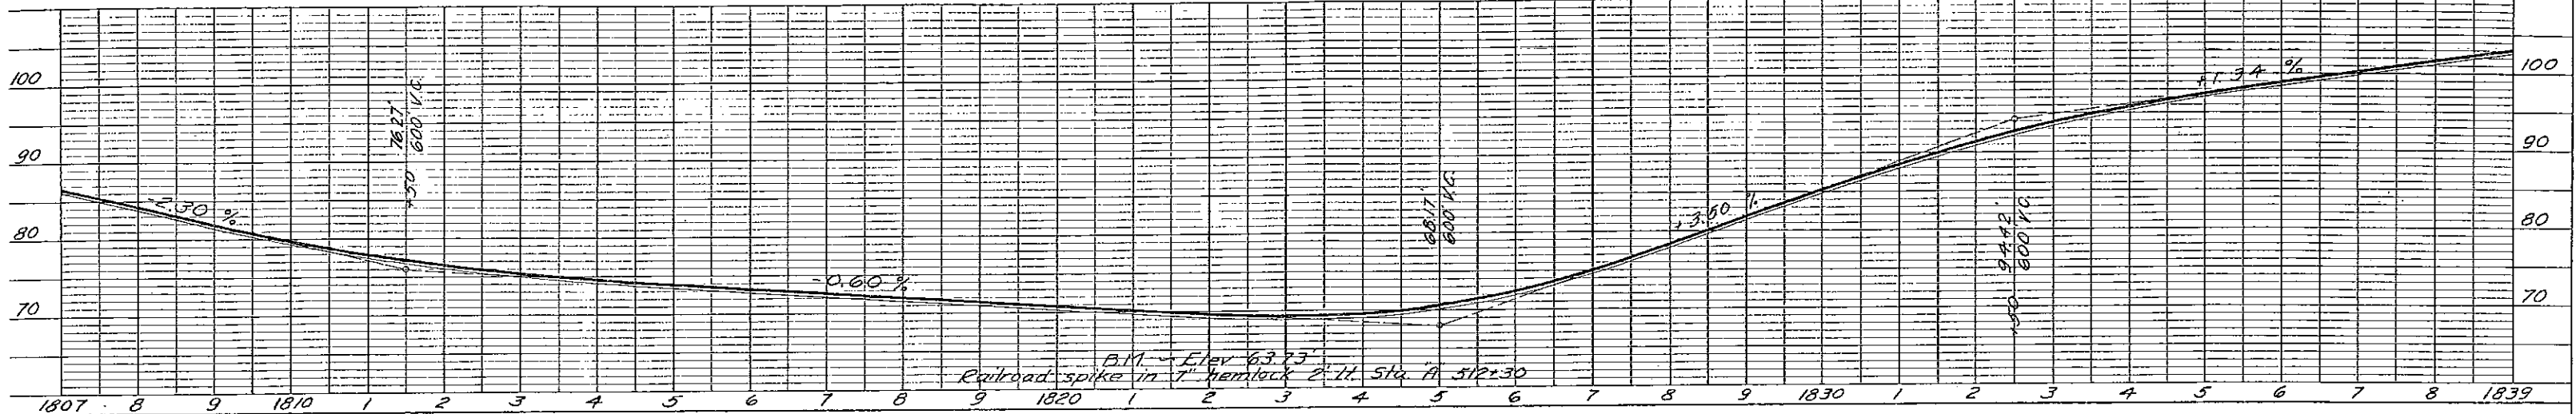 100
90
80
70
-2.30 %
+50 76.27'
600' V.C.
-0.60 %
68.17'
600' V.C.
+3.50 %
+50 94.42'
600' V.C.
+1.34 %
100
90
80
70
B.M. - Elev 63.73'
Railroad spike in hemlock 2' Lt. Sta. "A" 512+30
1807 8 9 1810 1 2 3 4 5 6 7 8 9 1820 1 2 3 4 5 6 7 8 9 1830 1 2 3 4 5 6 7 8 1839